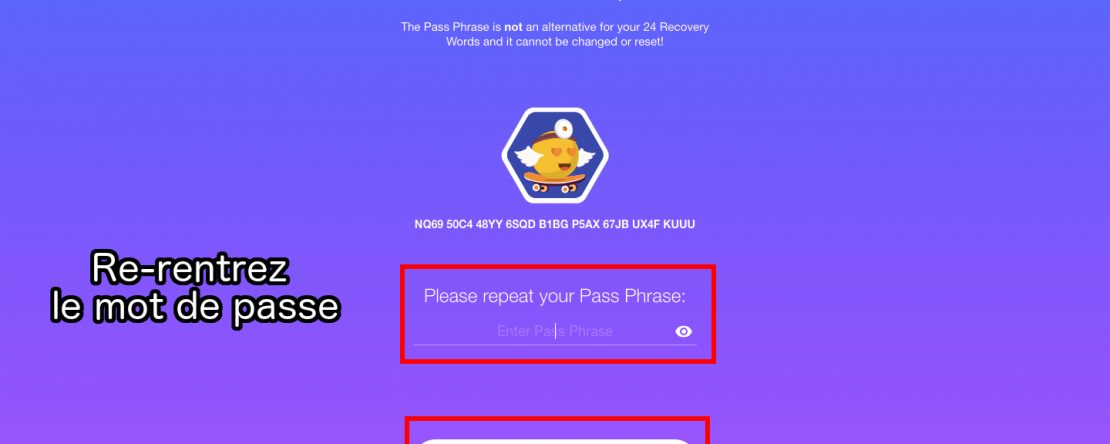 The Pass Phrase is not an alternative for your 24 Recovery
Words and it cannot be changed or reset!
NQ69 50C4 48YY 6SQD B1BG P5AX 67JB UX4F KUUU
Re-rentrez
le mot de passe
Please repeat your Pass Phrase:
Enter Pass Phrase